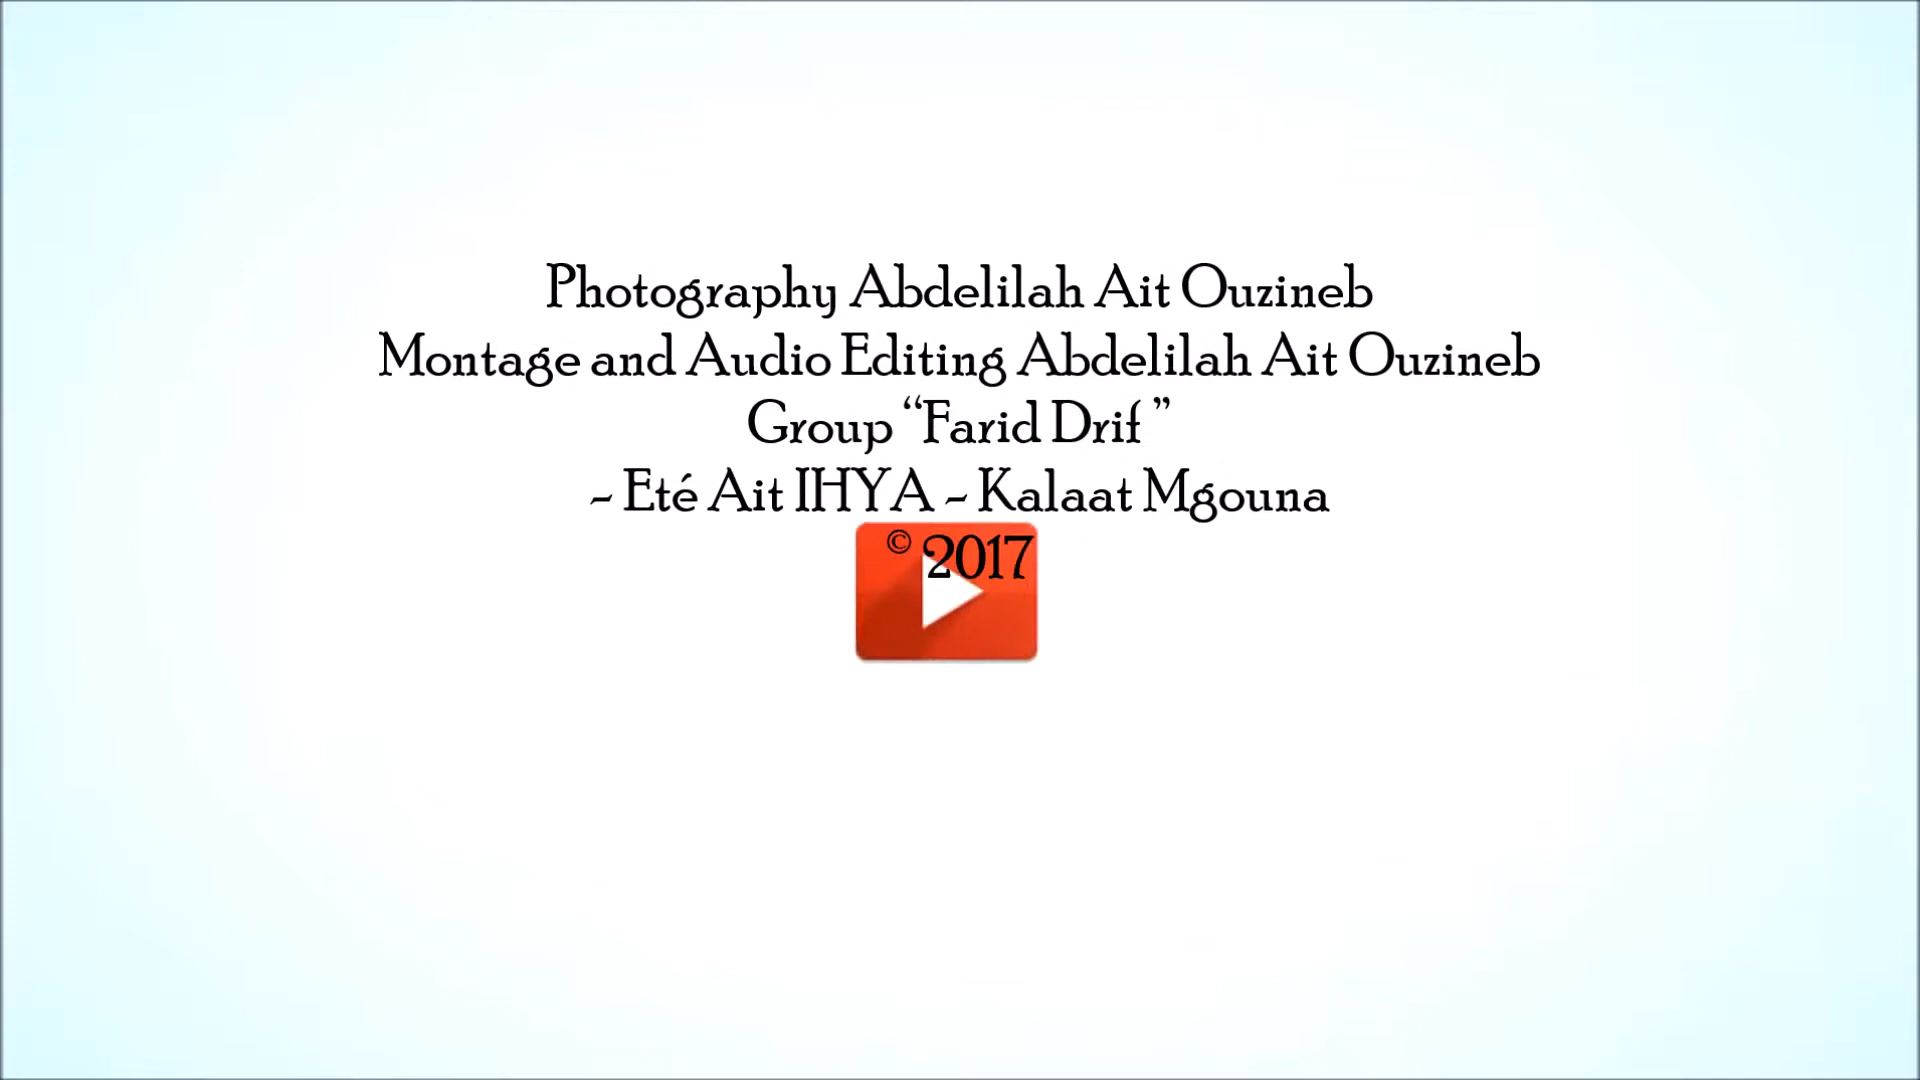 Photography Abdelilah Ait Ouzineb
Montage and Audio Editing Abdelilah Ait Ouzineb
Group “Farid Drif ”
- Eté Ait IHYA - Kalaat Mgouna
© 2017